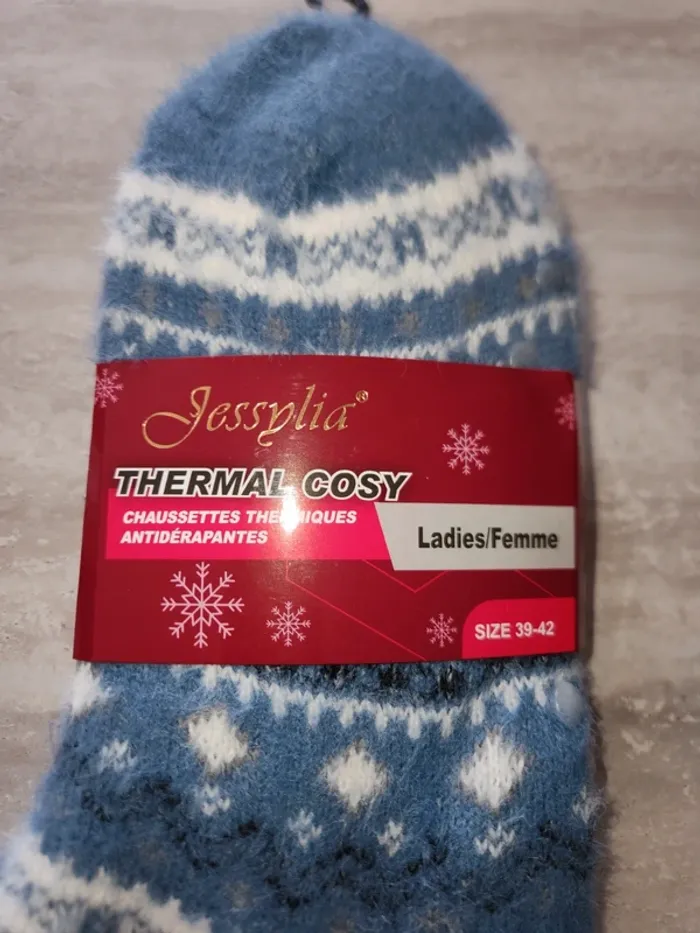 Jessylia®
THERMAL COSY
CHAUSSETTES THERMIQUES
ANTIDÉRAPANTES
Ladies/Femme
SIZE 39-42